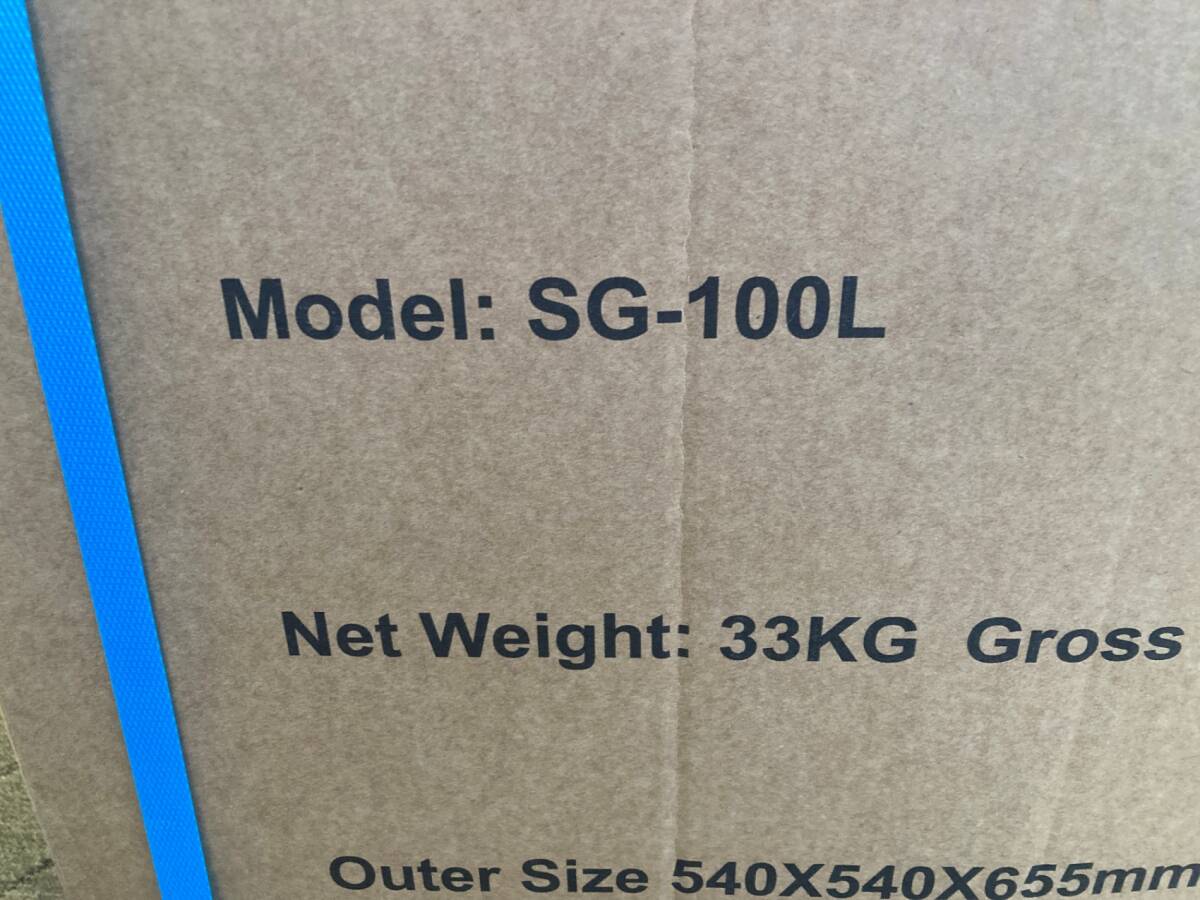 Model: SG-100L
Net Weight: 33KG Gross
Outer Size 540X540X655mm